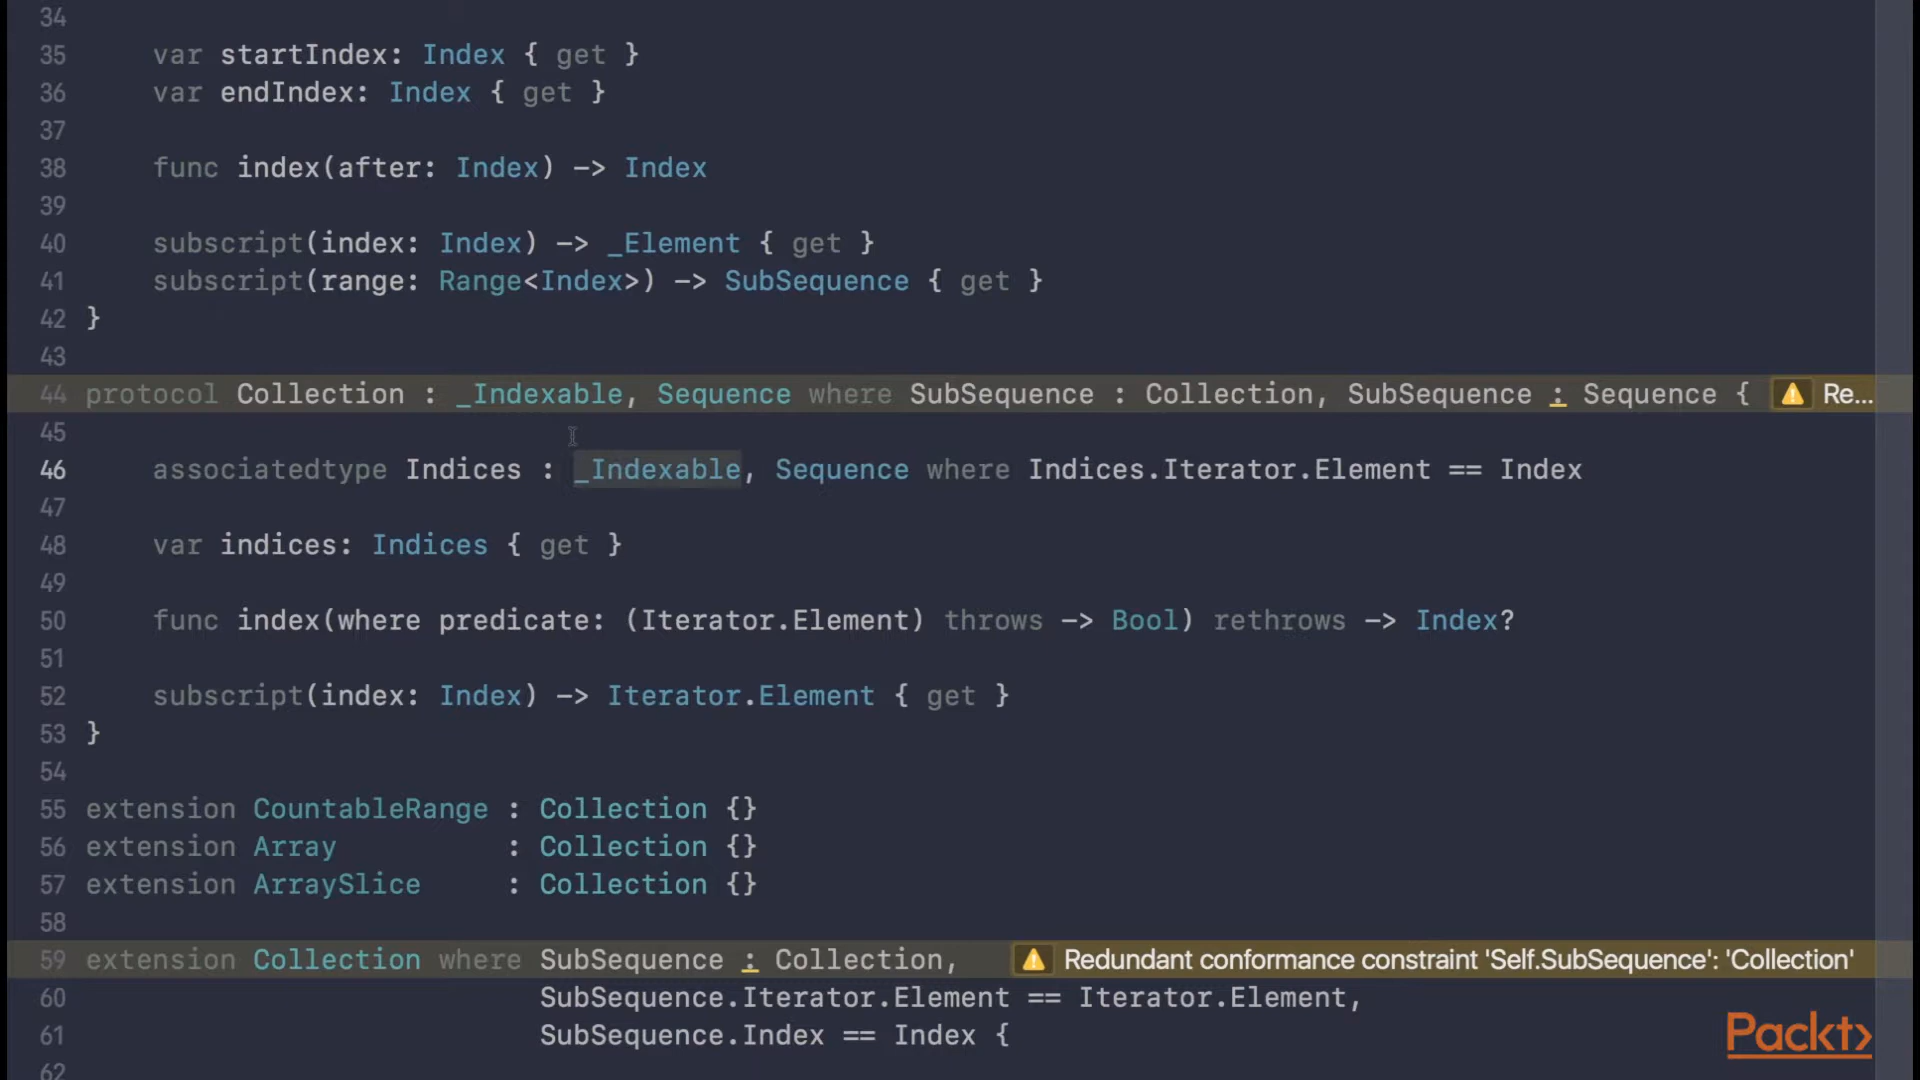 34
35 var startIndex: Index { get }
36 var endIndex: Index { get }
37
38 func index(after: Index) -> Index
39
40 subscript(index: Index) -> _Element { get }
41 subscript(range: Range<Index>) -> SubSequence { get }
42 }
43
44 protocol Collection : _Indexable, Sequence where SubSequence : Collection, SubSequence : Sequence { Re...
45
46 associatedtype Indices : _Indexable, Sequence where Indices.Iterator.Element == Index
47
48 var indices: Indices { get }
49
50 func index(where predicate: (Iterator.Element) throws -> Bool) rethrows -> Index?
51
52 subscript(index: Index) -> Iterator.Element { get }
53 }
54
55 extension CountableRange : Collection {}
56 extension Array : Collection {}
57 extension ArraySlice : Collection {}
58
59 extension Collection where SubSequence : Collection, Redundant conformance constraint 'Self.SubSequence': 'Collection'
60 SubSequence.Iterator.Element == Iterator.Element,
61 SubSequence.Index == Index {
62
Packt>